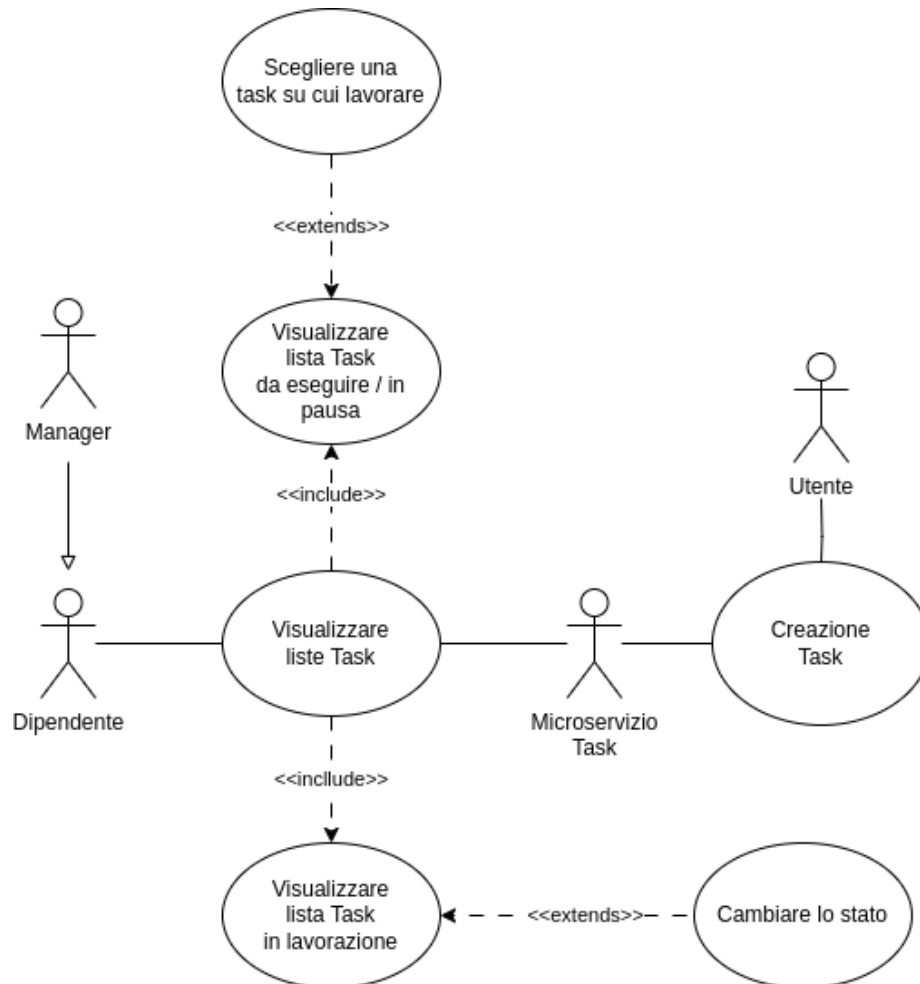 Scegliere una
task su cui lavorare
<<extends>>
Visualizzare
lista Task
da eseguire / in
pausa
Manager
Utente
<<include>>
Visualizzare
liste Task
Creazione
Task
Dipendente
Microservizio
Task
<<incllude>>
Visualizzare
lista Task
in lavorazione
<<extends>>
Cambiare lo stato